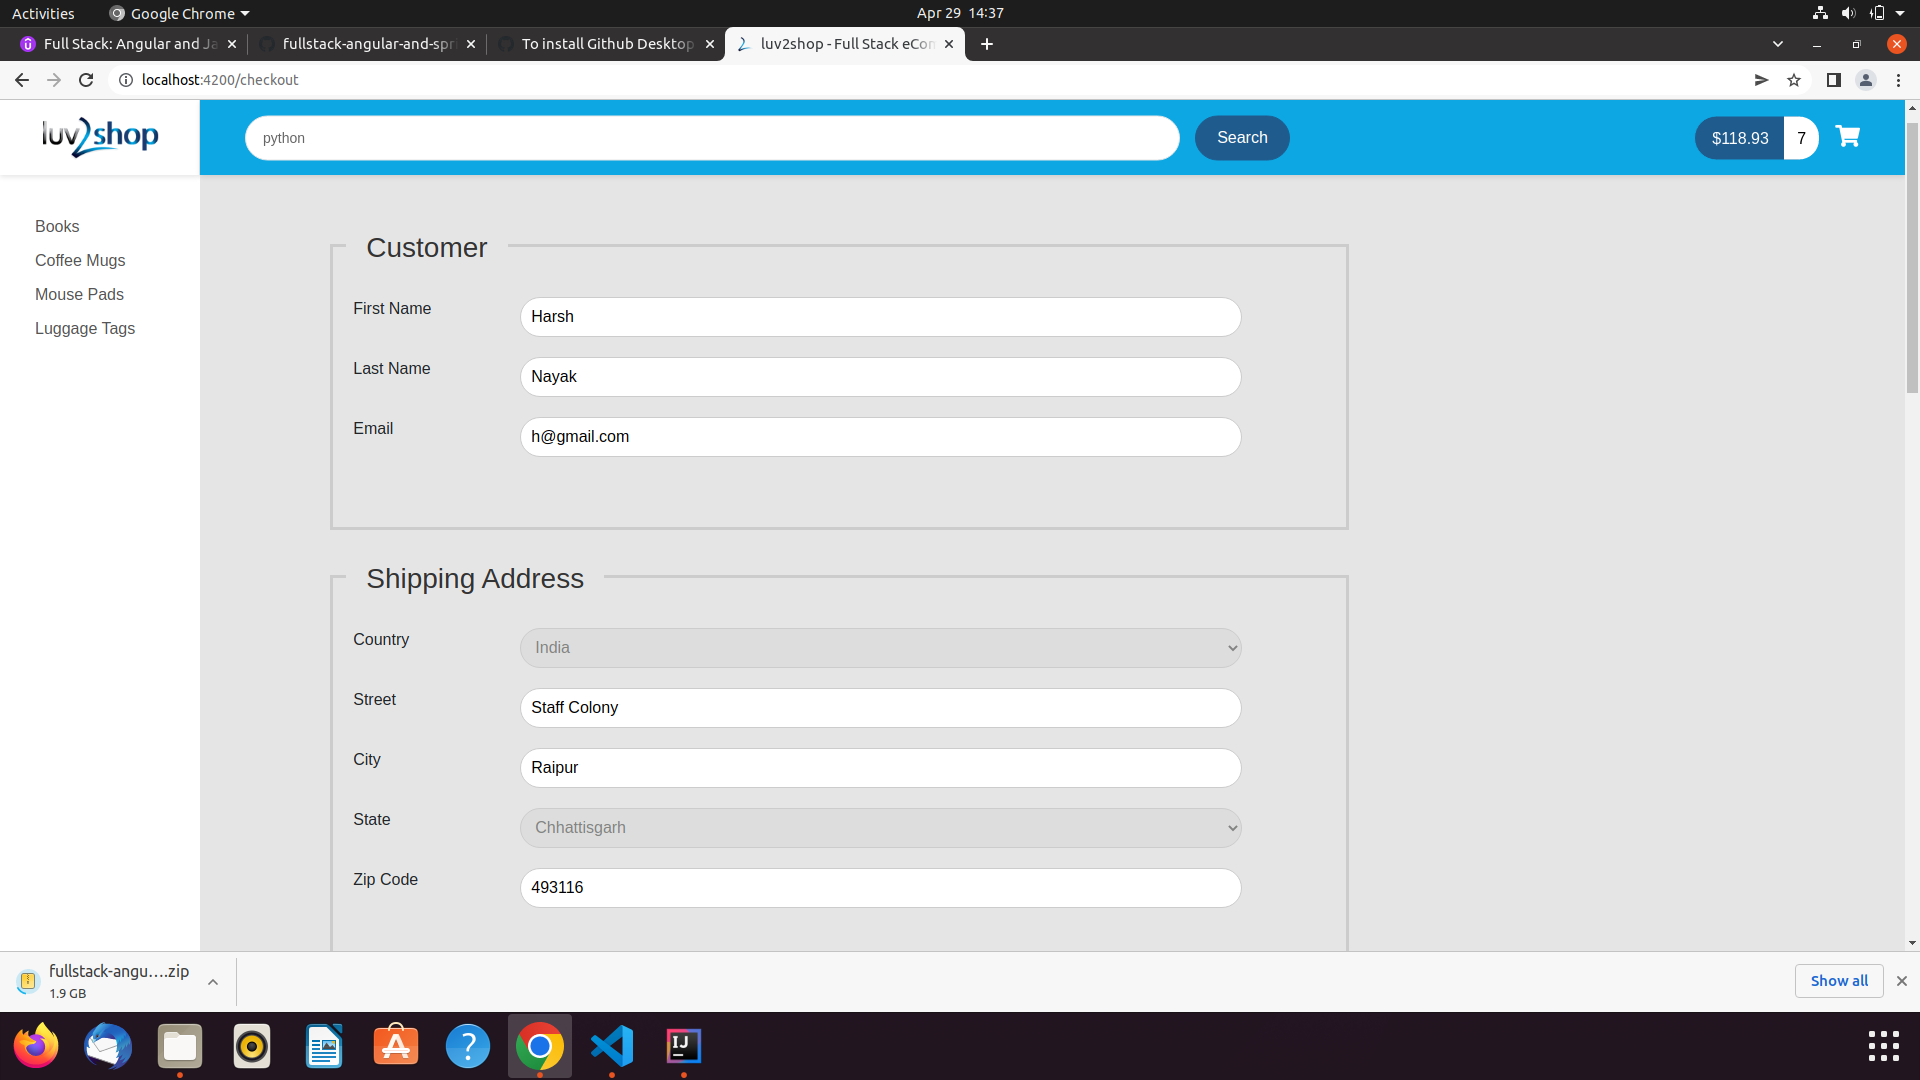 Activities
Google Chrome
Apr 29 14:37
Full Stack: Angular and Ja
fullstack-angular-and-spri
To install Github Desktop
luv2shop - Full Stack eCom
localhost:4200/checkout
luv2shop
python
Search
$118.93
7
Books
Coffee Mugs
Mouse Pads
Luggage Tags
Customer
First Name
Harsh
Last Name
Nayak
Email
h@gmail.com
Shipping Address
Country
India
Street
Staff Colony
City
Raipur
State
Chhattisgarh
Zip Code
493116
fullstack-angu….zip
1.9 GB
Show all
IJ